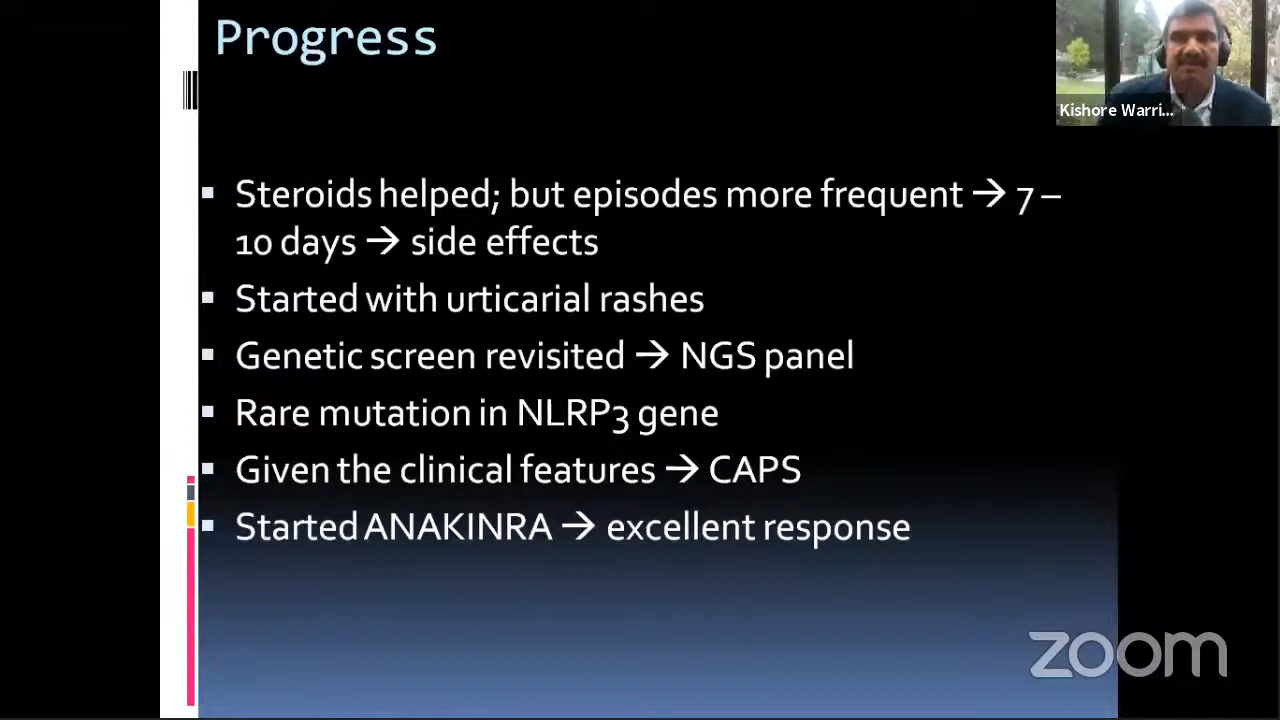 Progress
Kishore Warri...
Steroids helped; but episodes more frequent → 7 –
10 days → side effects
Started with urticarial rashes
Genetic screen revisited → NGS panel
Rare mutation in NLRP3 gene
Given the clinical features → CAPS
Started ANAKINRA → excellent response
zoom